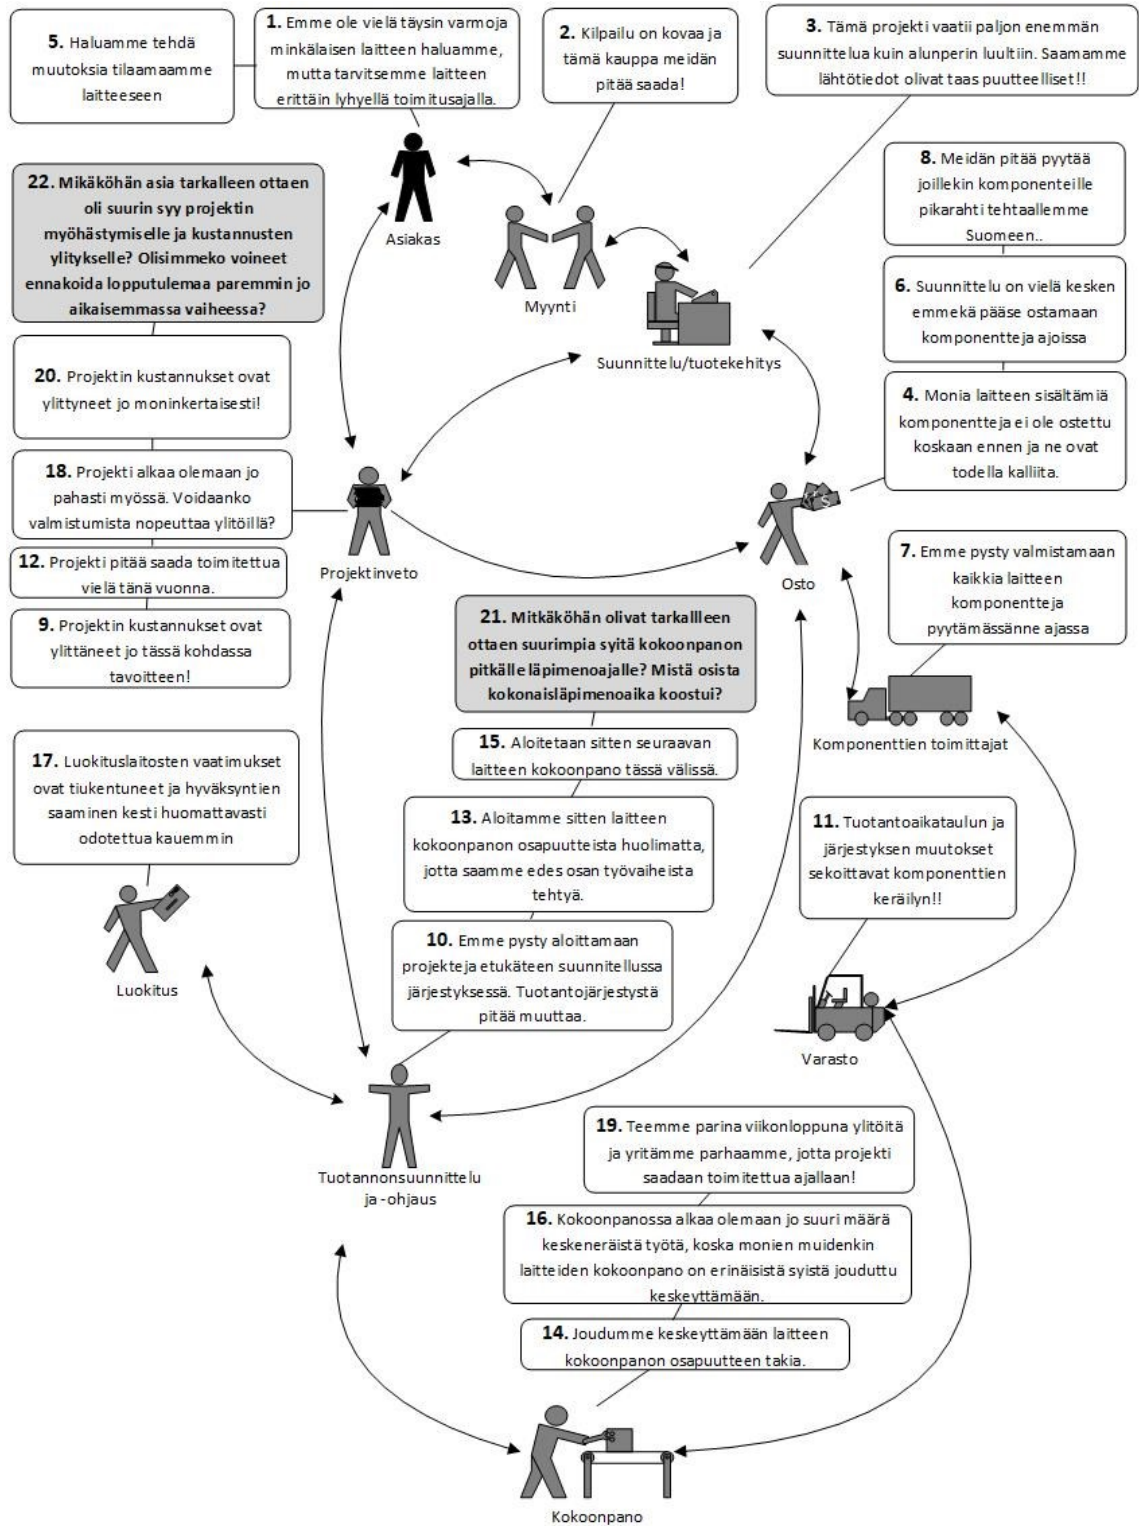 5. Haluamme tehdä
muutoksia tilaamaamme
laitteeseen
1. Emme ole vielä täysin varmoja
minkälaisen laitteen haluamme,
mutta tarvitsemme laitteen
erittäin lyhyellä toimitusajalla.
2. Kilpailu on kovaa ja
tämä kauppa meidän
pitää saada!
3. Tämä projekti vaatii paljon enemmän
suunnittelua kuin alunperin luultiin. Saamamme
lähtötiedot olivat taas puutteelliset!!
8. Meidän pitää pyytää
joillekin komponenteille
pikarahti tehtaallemme
Suomeen..
22. Mikäköhän asia tarkalleen ottaen
oli suurin syy projektin
myöhästymiselle ja kustannusten
ylitykselle? Olisimmeko voineet
ennakoida lopputulemaa paremmin jo
aikaisemmassa vaiheessa?
Asiakas
Myynti
Suunnittelu/tuotekehitys
6. Suunnittelu on vielä kesken
emmekä pääse ostamaan
komponentteja ajoissa
20. Projektin kustannukset ovat
ylittyneet jo moninkertaisesti!
4. Monia laitteen sisältämiä
komponentteja ei ole ostettu
koskaan ennen ja ne ovat
todella kalliita.
18. Projekti alkaa olemaan jo
pahasti myössä. Voidaanko
valmistumista nopeuttaa ylitöillä?
12. Projekti pitää saada toimitettua
vielä tänä vuonna.
Projektinveto
Osto
9. Projektin kustannukset ovat
ylittäneet jo tässä kohdassa
tavoitteen!
21. Mitköhän olivat tarkallleen
ottaen suurimpia syitä kokoonpanon
pitkälle läpimenoajalle? Mistä osista
kokonaisläpimenoaika koostui?
7. Emme pysty valmistamaan
kaikkia laitteen
komponentteja
pyytämässänne ajassa
Komponenttien toimittajat
15. Aloitetaan sitten seuraavan
laitteen kokoonpano tässä välissä.
17. Luokituslaitosten vaatimukset
ovat tiukentuneet ja hyväksyntien
saaminen kesti huomattavasti
odotettua kauemmin
13. Aloitamme sitten laitteen
kokoonpanon osapuutteista huolimatta,
jotta saamme edes osan työvaiheista
tehtyä.
11. Tuotantoaikataulun ja
järjestyksen muutokset
sekoittavat komponenttien
keräilyn!!
10. Emme pysty aloittamaan
projekteja etukäteen suunnitellussa
järjestyksessä. Tuotantojärjestystä
pitää muuttaa.
Luokitus
Varasto
Tuotannonsuunnittelu
ja -ohjaus
19. Teemme parina viikonloppuna ylitöitä
ja yritämme parhaamme, jotta projekti
saadaan toimitettua ajallaan!
16. Kokoonpanossa alkaa olemaan jo suuri määrä
keskeneräistä työtä, koska monien muidenkin
laitteiden kokoonpano on erinäisistä syistä jouduttu
keskeyttämään.
14. Joudumme keskeyttämään laitteen
kokoonpanon osapuutteen takia.
Kokoonpano